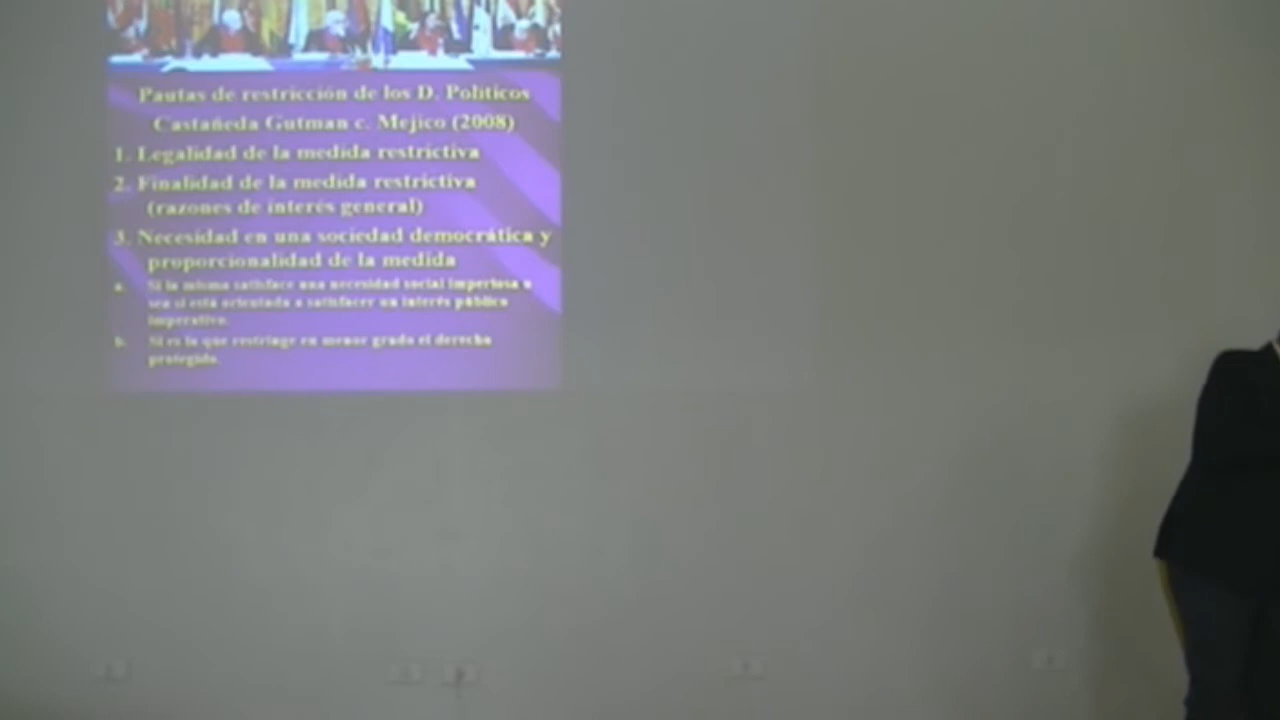 Pautas de restricción de los D. Políticos
Castañeda Gutman c. Mejico (2008)
1. Legalidad de la medida restrictiva
2. Finalidad de la medida restrictiva
(razones de interés general)
3. Necesidad en una sociedad democrática y
proporcionalidad de la medida
a. Si la misma satisface una necesidad social imperiosa o
sea si está orientada a satisfacer un interés público
imperativo.
b. Si es la que restringe en menor grado el derecho
protegido.